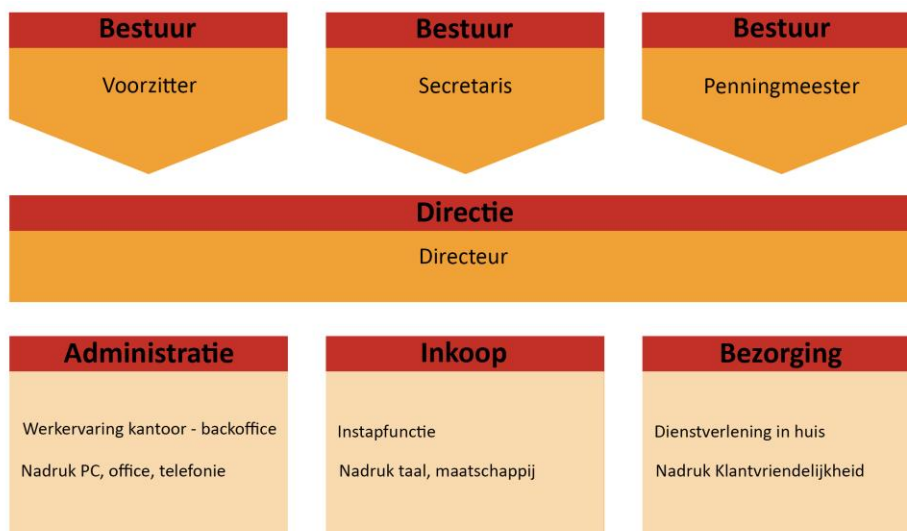 Bestuur
Voorzitter
Bestuur
Secretaris
Bestuur
Penningmeester
Directie
Directeur
Administratie
Werkervaring kantoor - backoffice
Nadruk PC, office, telefonie
Inkoop
Instapfunctie
Nadruk taal, maatschappij
Bezorging
Dienstverlening in huis
Nadruk Klantvriendelijkheid